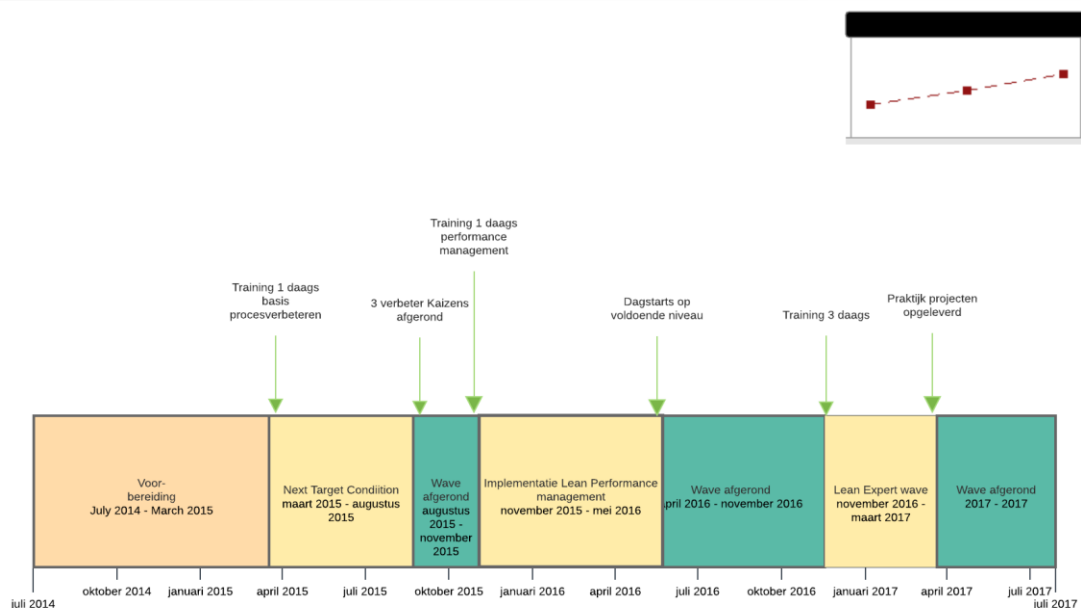 Training 1 daags
performance
management
Training 1 daags
basis
procesverbeteren
3 verbeter Kaizens
afgerond
Dagstarts op
voldoende niveau
Training 3 daags
Praktijk projecten
opgeleverd
Voor-
bereiding
July 2014 - March 2015
Next Target Condiition
maart 2015 - augustus
2015
Wave
afgerond
augustus
2015 -
november
2015
Implementatie Lean Performance
management
november 2015 - mei 2016
Wave afgerond
pril 2016 - november 2016
Lean Expert wave
november 2016 -
maart 2017
Wave afgerond
2017 - 2017
juli 2014
oktober 2014
januari 2015
april 2015
juli 2015
oktober 2015
januari 2016
april 2016
juli 2016
oktober 2016
januari 2017
april 2017
juli 2017
juli 2017